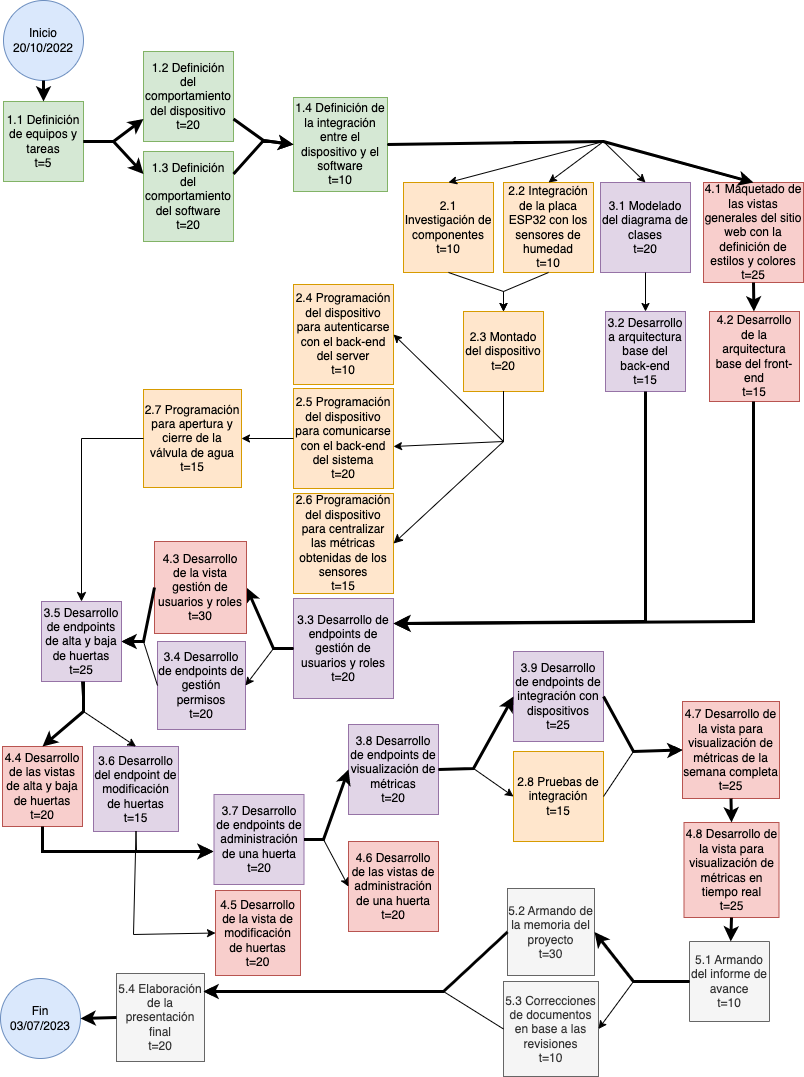 Inicio
20/10/2022
1.1 Definición
de equipos y
tareas
t=5
1.2 Definición
del
comportamiento
del dispositivo
t=20
1.3 Definición
del
comportamiento
del software
t=20
1.4 Definición de
la integración
entre el
dispositivo y el
software
t=10
2.1
Investigación de
componentes
t=10
2.2 Integración
de la placa
ESP32 con los
sensores de
humedad
t=10
3.1 Modelado
del diagrama de
clases
t=20
4.1 Maquetado de
las vistas
generales del sitio
web con la
definición de
estilos y colores
t=25
2.4 Programación
del dispositivo
para autenticarse
con el back-end
del server
t=10
2.3 Montado
del dispositivo
t=20
3.2 Desarrollo
a arquitectura
base del
back-end
t=15
4.2 Desarrollo
de la
arquitectura
base del front-
end
t=15
2.7 Programación
para apertura y
cierre de la
válvula de agua
t=15
2.5 Programación
del dispositivo
para comunicarse
con el back-end
del sistema
t=20
2.6 Programación
del dispositivo
para centralizar
las métricas
obtenidas de los
sensores
t=15
4.3 Desarrollo
de la vista
gestión de
usuarios y roles
t=30
3.3 Desarrollo de
endpoints de
gestión de
usuarios y roles
t=20
3.5 Desarrollo
de endpoints
de alta y baja
de huertas
t=25
3.4 Desarrollo
de endpoints de
gestión
permisos
t=20
3.9 Desarrollo
de endpoints de
integración con
dispositivos
t=25
4.7 Desarrollo de
la vista para
visualización de
métricas de la
semana completa
t=25
4.4 Desarrollo
de las vistas
de alta y baja
de huertas
t=20
3.6 Desarrollo
del endpoint de
modificación
de huertas
t=15
3.8 Desarrollo
de endpoints de
visualización de
métricas
t=20
2.8 Pruebas de
integración
t=15
3.7 Desarrollo
de endpoints de
administración
de una huerta
t=20
4.6 Desarrollo
de las vistas de
administración
de una huerta
t=20
4.8 Desarrollo de
la vista para
visualización de
métricas en
tiempo real
t=25
4.5 Desarrollo
de la vista de
modificación
de huertas
t=20
5.2 Armando de
la memoria del
proyecto
t=30
5.1 Armando
del informe de
avance
t=10
Fin
03/07/2023
5.4 Elaboración
de la
presentación
final
t=20
5.3 Correcciones
de documentos
en base a las
revisiones
t=10